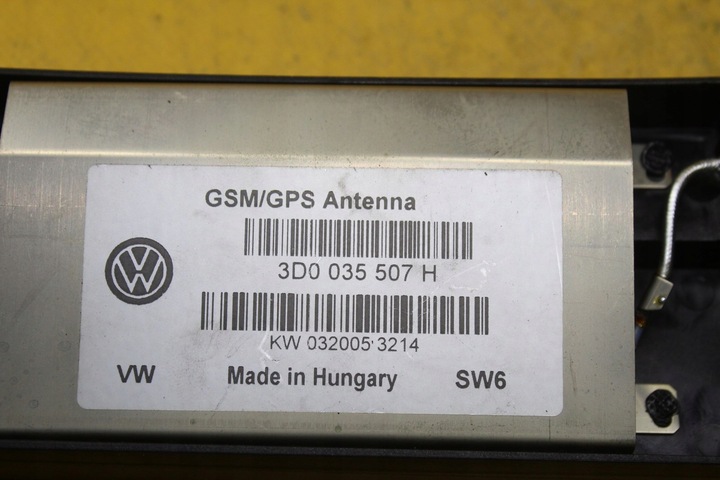 GSM/GPS Antenna
3D0 035 507 H
KW 032005 3214
VW Made in Hungary SW6